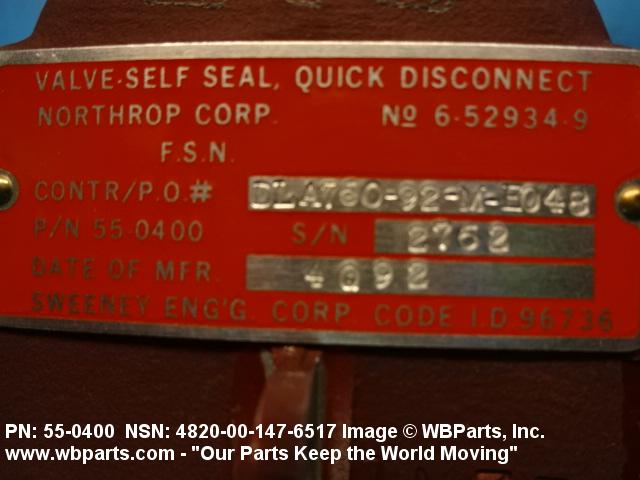 VALVE-SELF SEAL, QUICK DISCONNECT
NORTHROP CORP. № 6-52934-9
F.S.N.
CONTR/P.O.# DLA760-92-M-E048
P/N 55-0400 S/N 2762
DATE OF MFR. 4Q92
SWEENEY ENG'G. CORP. CODE I.D. 96736
PN: 55-0400 NSN: 4820-00-147-6517 Image © WBParts, Inc.
www.wbparts.com - "Our Parts Keep the World Moving"